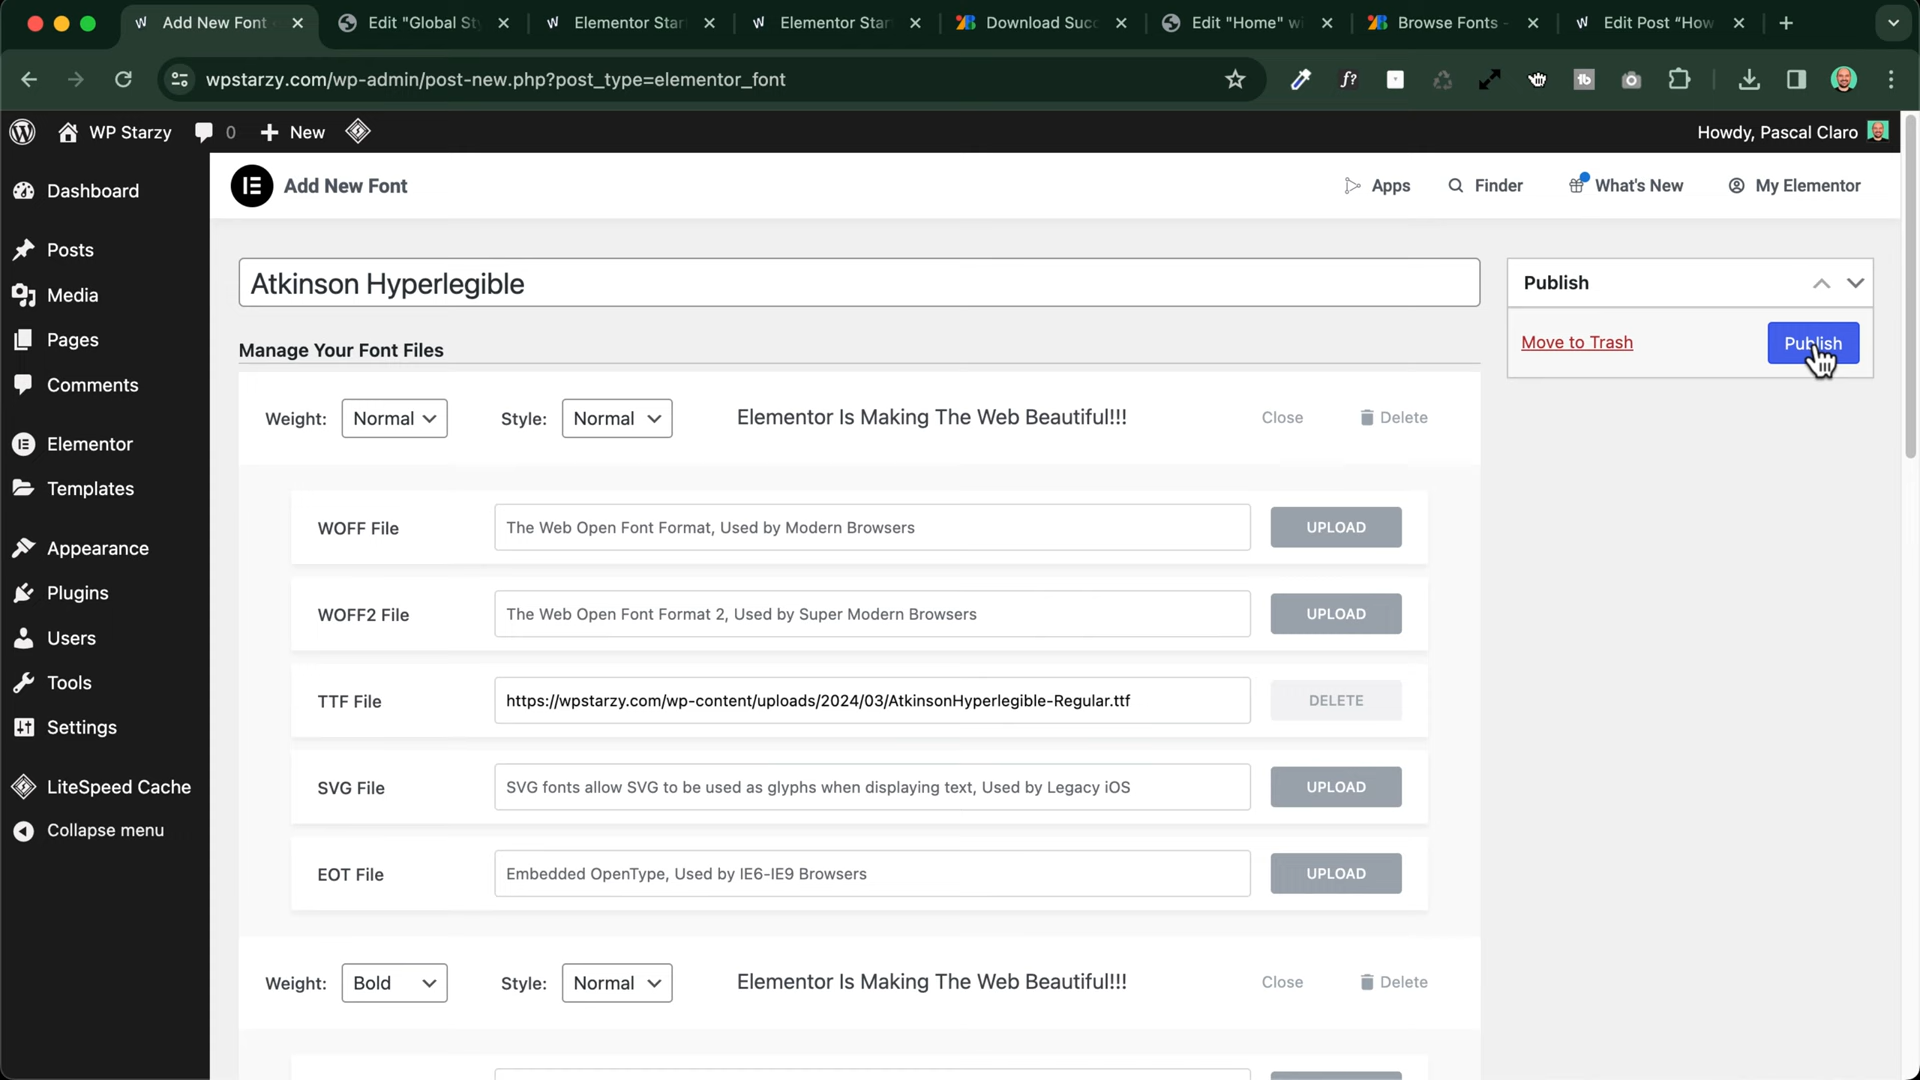 Add New Font
Edit "Global St
Elementor Star
Elementor Star
Download Succ
Edit "Home" wi
Browse Fonts -
Edit Post “How
wpstarzy.com/wp-admin/post-new.php?post_type=elementor_font
WP Starzy
0
New
Howdy, Pascal Claro
Dashboard
Posts
Media
Pages
Comments
Elementor
Templates
Appearance
Plugins
Users
Tools
Settings
LiteSpeed Cache
Collapse menu
Add New Font
Apps
Finder
What's New
My Elementor
Atkinson Hyperlegible
Publish
Move to Trash
Publish
Manage Your Font Files
Weight: Normal Style: Normal Elementor Is Making The Web Beautiful!!! Close Delete
WOFF File The Web Open Font Format, Used by Modern Browsers UPLOAD
WOFF2 File The Web Open Font Format 2, Used by Super Modern Browsers UPLOAD
TTF File https://wpstarzy.com/wp-content/uploads/2024/03/AtkinsonHyperlegible-Regular.ttf DELETE
SVG File SVG fonts allow SVG to be used as glyphs when displaying text, Used by Legacy iOS UPLOAD
EOT File Embedded OpenType, Used by IE6-IE9 Browsers UPLOAD
Weight: Bold Style: Normal Elementor Is Making The Web Beautiful!!! Close Delete